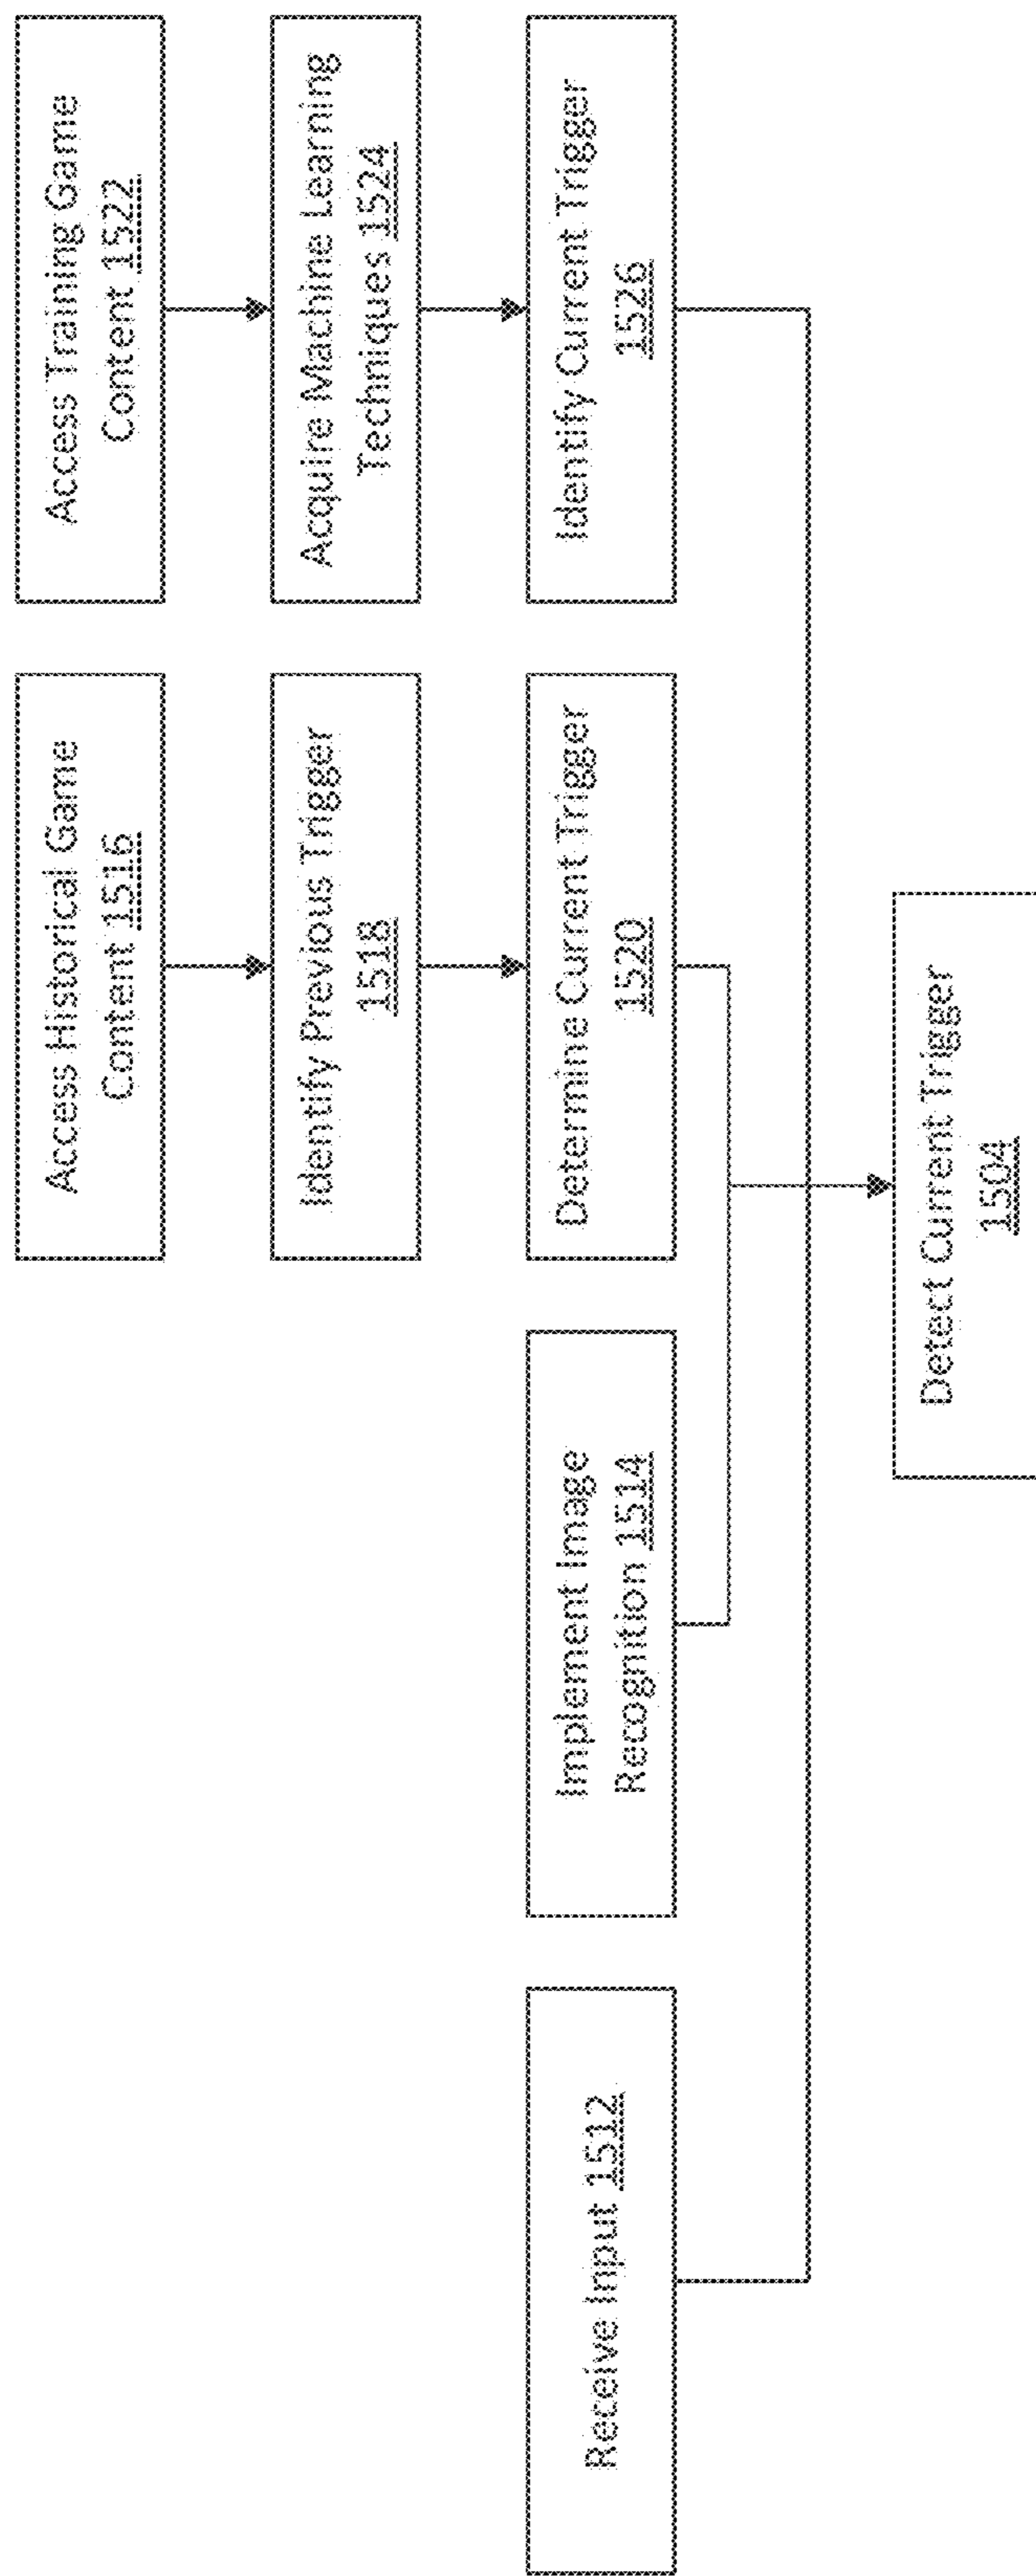 Access Historical Game
Content 1516
Access Training Game
Content 1522
Identify Previous Trigger
1518
Acquire Machine Learning
Techniques 1524
Receive Input 1512
Implement Image
Recognition 1514
Determine Current Trigger
1520
Identify Current Trigger
1526
Detect Current Trigger
1504